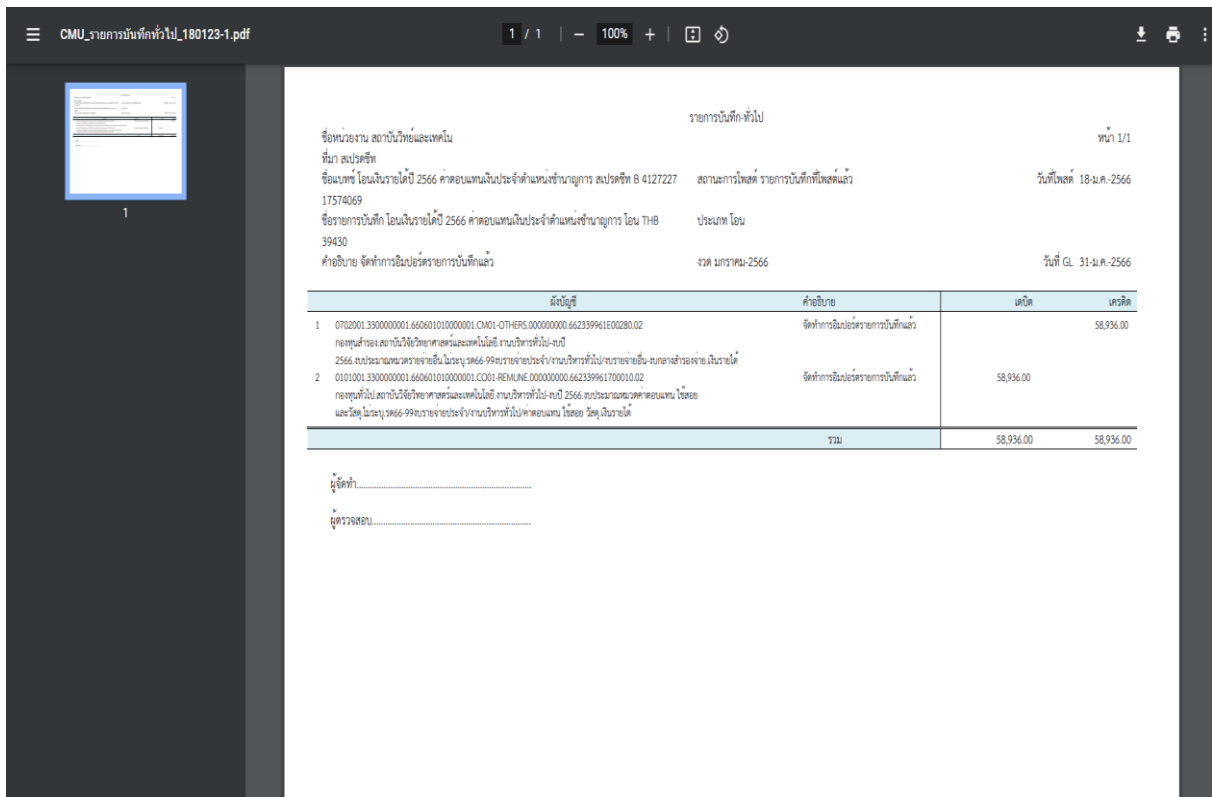 CMU_รายการบันทึกทั่วไป_180123-1.pdf
1 / 1 | − 100% + |
1
รายการบันทึก-ทั่วไป
ชื่อหน่วยงาน สถาบันวิทย์และเทคโน หน้า 1/1
ที่มา สเปรดชีท
ชื่อแบทช์ โอนเงินรายได้ปี 2566 ค่าตอบแทนเงินประจำตำแหน่งชำนาญการ สเปรดชีท B 4127227 สถานะการโพสต์ รายการบันทึกที่โพสต์แล้ว วันที่โพสต์ 18-ม.ค.-2566
17574069
ชื่อรายการบันทึก โอนเงินรายได้ปี 2566 ค่าตอบแทนเงินประจำตำแหน่งชำนาญการ โอน THB ประเภท โอน
39430
คำอธิบาย จัดทำการอิมปอร์ตรายการบันทึกแล้ว งวด มกราคม-2566 วันที่ GL 31-ม.ค.-2566
ผังบัญชี คำอธิบาย เดบิต เครดิต
1 0702001.3300000001.660601010000001.CM01-OTHERS.000000000.662339961E00280.02 จัดทำการอิมปอร์ตรายการบันทึกแล้ว 58,936.00
กองทุนสำรอง.สถาบันวิจัยวิทยาศาสตร์และเทคโนโลยี.งานบริหารทั่วไป-งบปี
2566.งบประมาณหมวดรายจ่ายอื่น.ไม่ระบุ.รด66-99งบรายจ่ายประจำ/งานบริหารทั่วไป/งบรายจ่ายอื่น-งบกลางสำรองจ่าย.เงินรายได้
2 0101001.3300000001.660601010000001.CO01-REMUNE.000000000.662339961700010.02 จัดทำการอิมปอร์ตรายการบันทึกแล้ว 58,936.00
กองทุนทั่วไป.สถาบันวิจัยวิทยาศาสตร์และเทคโนโลยี.งานบริหารทั่วไป-งบปี 2566.งบประมาณหมวดค่าตอบแทน ใช้สอย
และวัสดุ.ไม่ระบุ.รด66-99งบรายจ่ายประจำ/งานบริหารทั่วไป/ค่าตอบแทน ใช้สอย วัสดุ.เงินรายได้
รวม 58,936.00 58,936.00
ผู้จัดทำ..............................................................
ผู้ตรวจสอบ........................................................